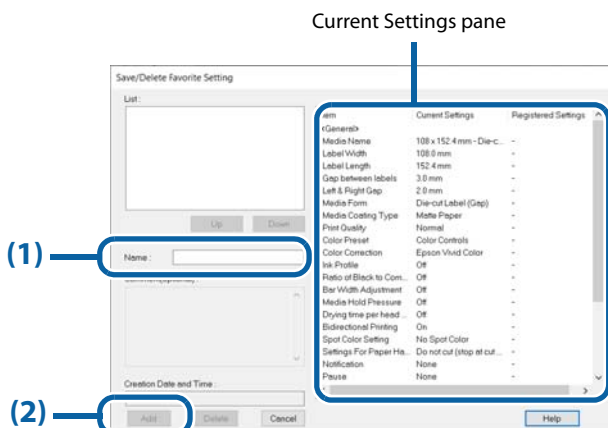 Current Settings pane
Save/Delete Favorite Setting
List:
Up Down
(1)
Name :
Comment(optional) :
Creation Date and Time :
(2)
Add Delete Cancel
Item Current Settings Registered Settings
<General>
Media Name 108 x 152.4 mm - Die-c... -
Label Width 108.0 mm -
Label Length 152.4 mm -
Gap between labels 3.0 mm -
Left & Right Gap 2.0 mm -
Media Form Die-cut Label (Gap) -
Media Coating Type Matte Paper -
Print Quality Normal -
Color Preset Color Controls -
Color Correction Epson Vivid Color -
Ink Profile Off -
Ratio of Black to Com... Off -
Bar Width Adjustment Off -
Media Hold Pressure Off -
Drying time per head ... Off -
Bidirectional Printing On -
Spot Color Setting No Spot Color -
Settings For Paper Ha... Do not cut (stop at cut ... -
Notification None -
Pause None -
Help